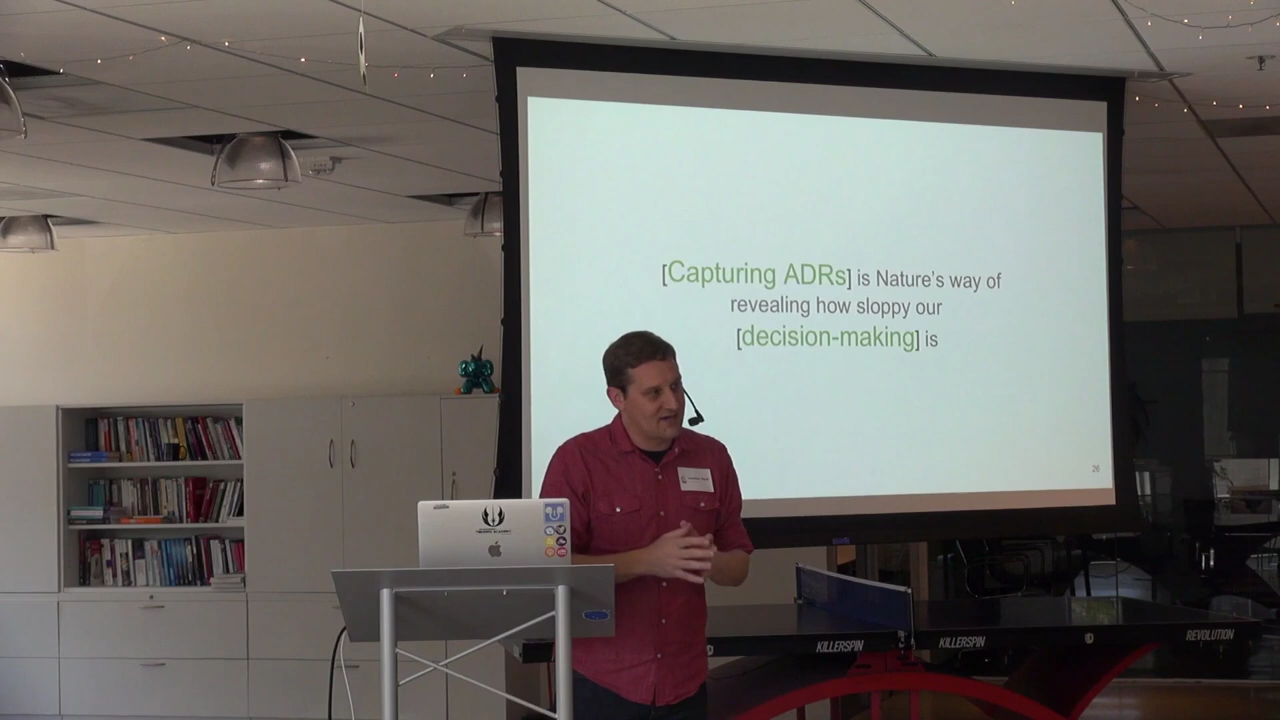 [Capturing ADRs] is Nature's way of
revealing how sloppy our
[decision-making] is
26
KILLERSPIN
KILLERSPIN
REVOLUTION